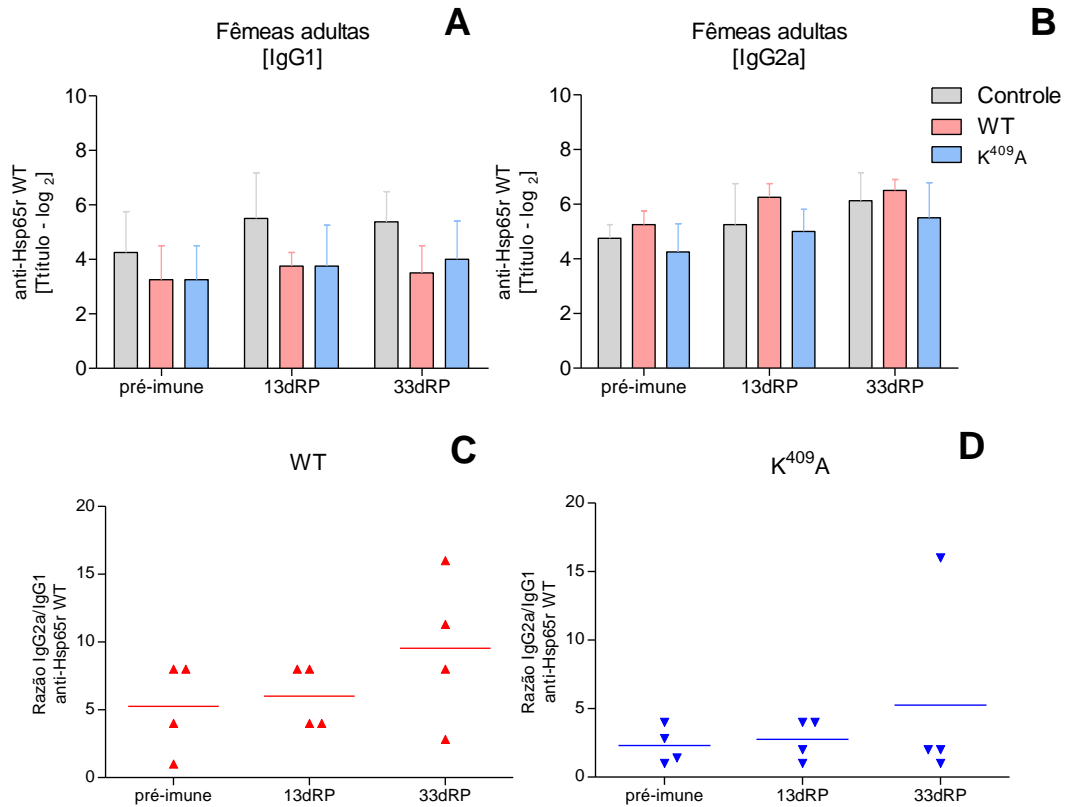 Fêmeas adultas
[IgG1]
A
anti-Hsp65r WT
[Ttítulo - log 2]
10
8
6
4
2
0
pré-imune 13dRP 33dRP
Fêmeas adultas
[IgG2a]
B
Controle
WT
K409A
anti-Hsp65r WT
[Ttítulo - log 2]
10
8
6
4
2
0
pré-imune 13dRP 33dRP
WT
C
Razão IgG2a/IgG1
anti-Hsp65r WT
20
15
10
5
0
pré-imune 13dRP 33dRP
K409A
D
Razão IgG2a/IgG1
anti-Hsp65r WT
20
15
10
5
0
pré-imune 13dRP 33dRP